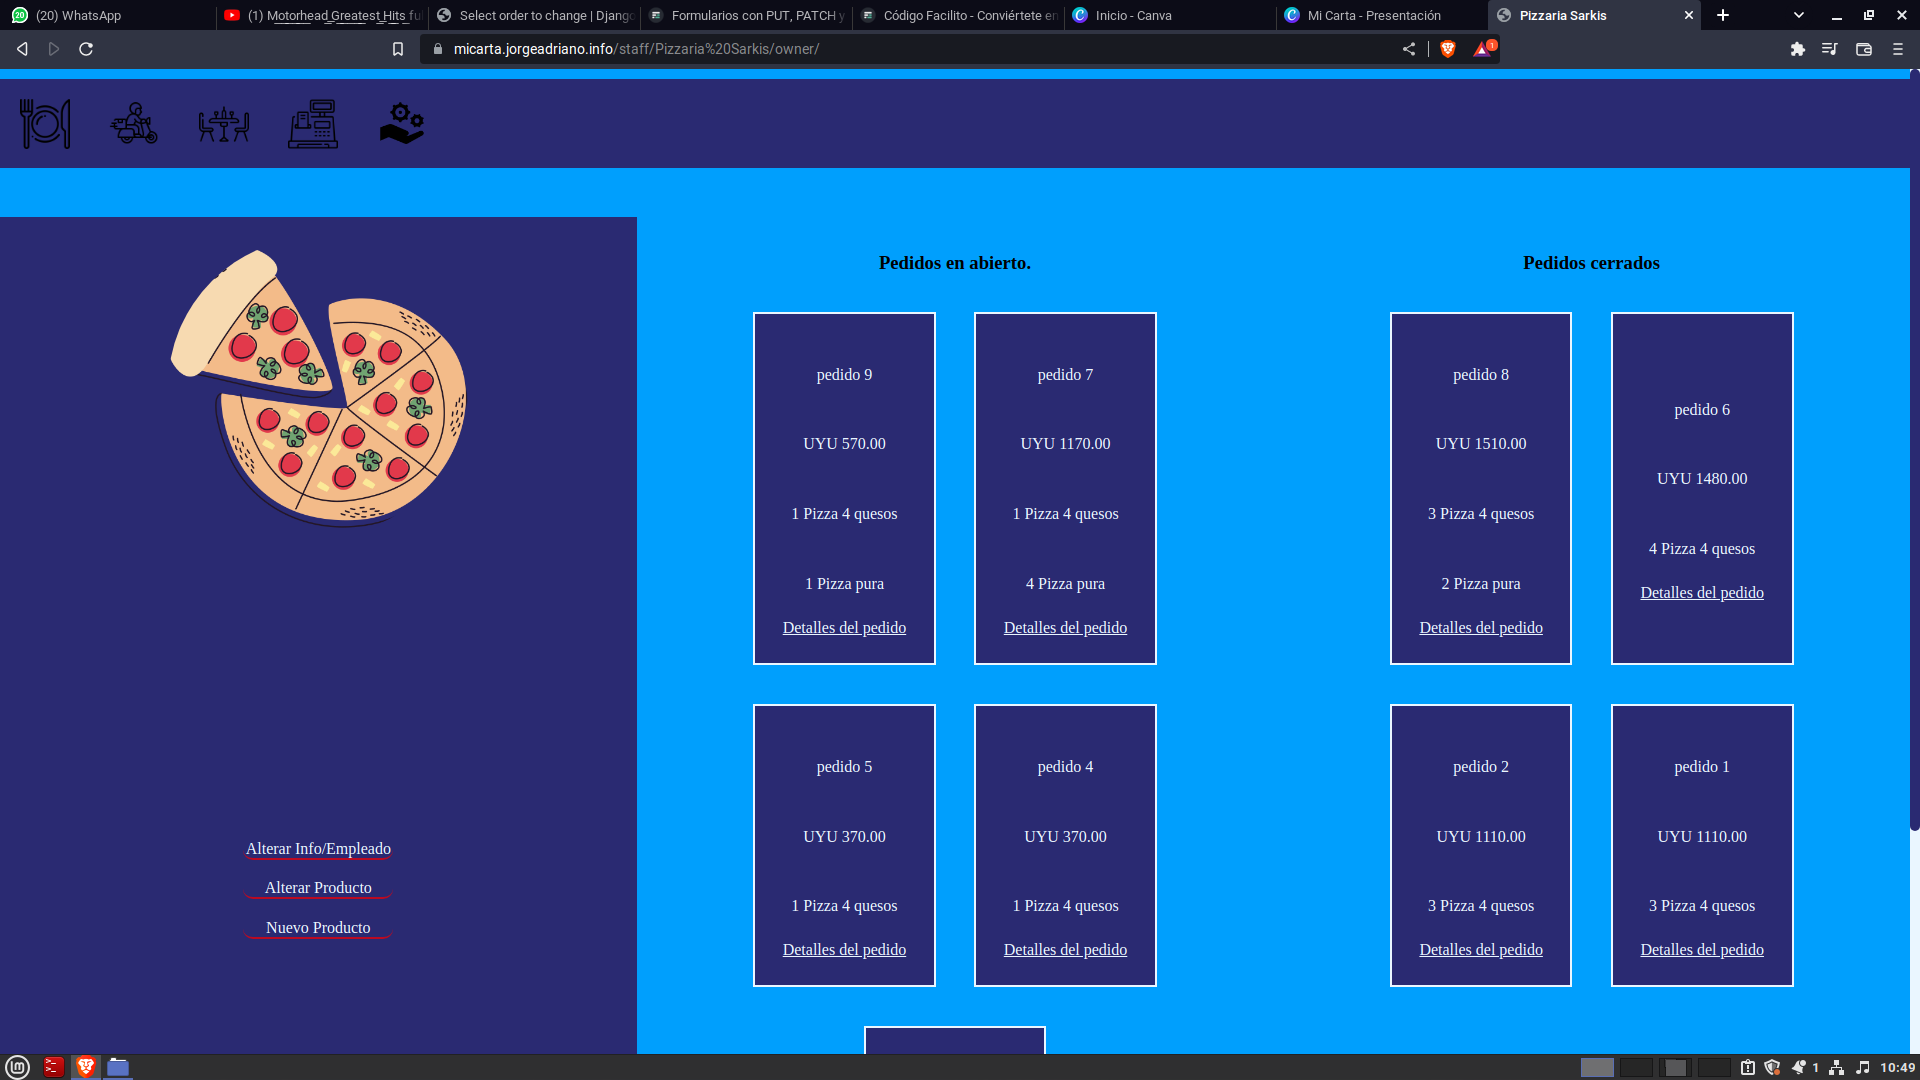 (20) WhatsApp
(1) Motorhead Greatest Hits fu
Select order to change | Django
Formularios con PUT, PATCH y
Código Facilito - Conviértete en
Inicio - Canva
Mi Carta - Presentación
Pizzaria Sarkis
micarta.jorgeadriano.info/staff/Pizzaria%20Sarkis/owner/
1
Alterar Info/Empleado
Alterar Producto
Nuevo Producto
Pedidos en abierto.
pedido 9
UYU 570.00
1 Pizza 4 quesos
1 Pizza pura
Detalles del pedido
pedido 7
UYU 1170.00
1 Pizza 4 quesos
4 Pizza pura
Detalles del pedido
pedido 5
UYU 370.00
1 Pizza 4 quesos
Detalles del pedido
pedido 4
UYU 370.00
1 Pizza 4 quesos
Detalles del pedido
Pedidos cerrados
pedido 8
UYU 1510.00
3 Pizza 4 quesos
2 Pizza pura
Detalles del pedido
pedido 6
UYU 1480.00
4 Pizza 4 quesos
Detalles del pedido
pedido 2
UYU 1110.00
3 Pizza 4 quesos
Detalles del pedido
pedido 1
UYU 1110.00
3 Pizza 4 quesos
Detalles del pedido
1
10:49